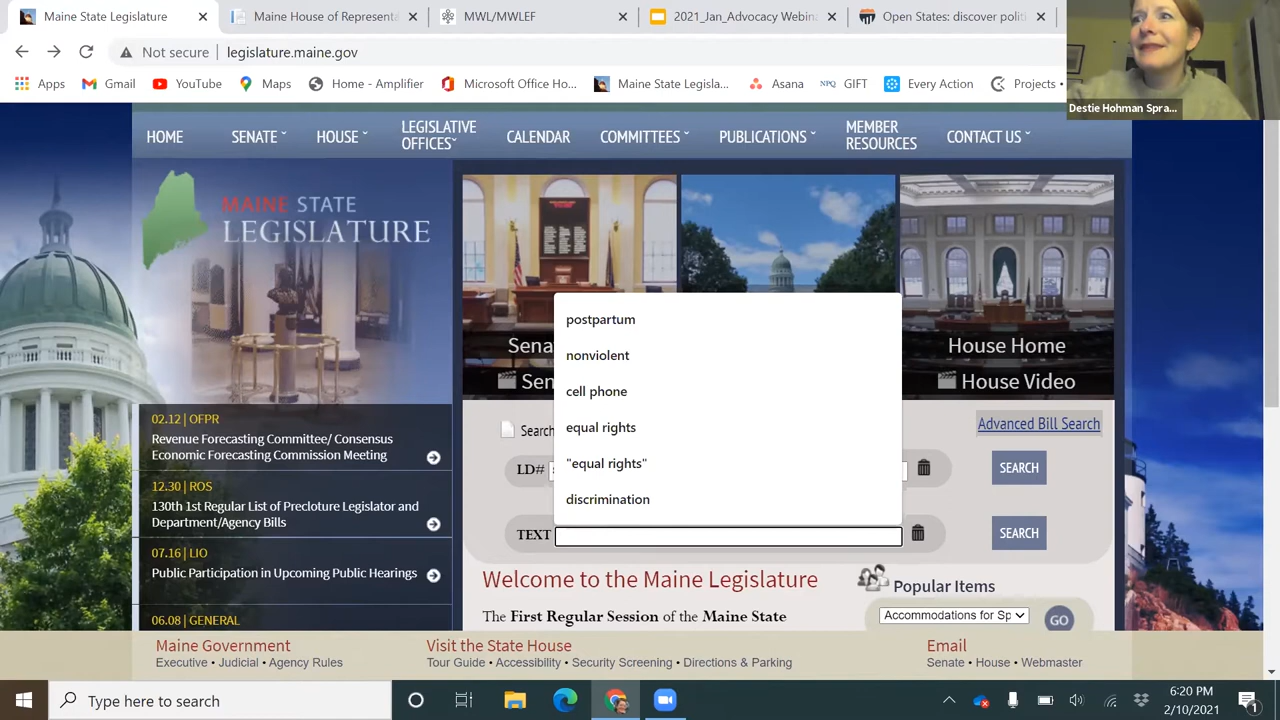 Maine State Legislature
Maine House of Representa
MWL/MWLEF
2021_Jan_Advocacy Webina
Open States: discover politi
Not secure
legislature.maine.gov
Apps
Gmail
YouTube
Maps
Home - Amplifier
Microsoft Office Ho...
Maine State Legisla...
Asana
NPQ GIFT
Every Action
Projects -
Destie Hohman Spra...
HOME
SENATE
HOUSE
LEGISLATIVE
OFFICES
CALENDAR
COMMITTEES
PUBLICATIONS
MEMBER
RESOURCES
CONTACT US
MAINE STATE
LEGISLATURE
postpartum
nonviolent
cell phone
equal rights
"equal rights"
discrimination
Sena
Sen
House Home
House Video
02.12 | OFPR
Revenue Forecasting Committee/ Consensus
Economic Forecasting Commission Meeting
12.30 | ROS
130th 1st Regular List of Precloture Legislator and
Department/Agency Bills
07.16 | LIO
Public Participation in Upcoming Public Hearings
06.08 | GENERAL
Search
Advanced Bill Search
LD#
SEARCH
TEXT
SEARCH
Welcome to the Maine Legislature
The First Regular Session of the Maine State
Popular Items
Accommodations for Sp
GO
Maine Government
Executive • Judicial • Agency Rules
Visit the State House
Tour Guide • Accessibility • Security Screening • Directions & Parking
Email
Senate • House • Webmaster
Type here to search
6:20 PM
2/10/2021
1